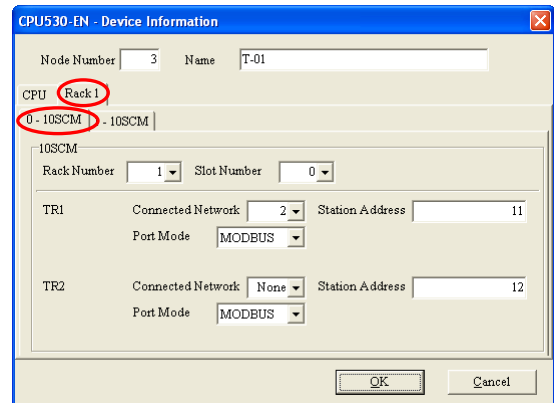 CPU530-EN - Device Information
Node Number 3 Name T-01
CPU Rack 1
0 - 10SCM - 10SCM
10SCM
Rack Number 1 Slot Number 0
TR1 Connected Network 2 Station Address 11
Port Mode MODBUS
TR2 Connected Network None Station Address 12
Port Mode MODBUS
OK Cancel